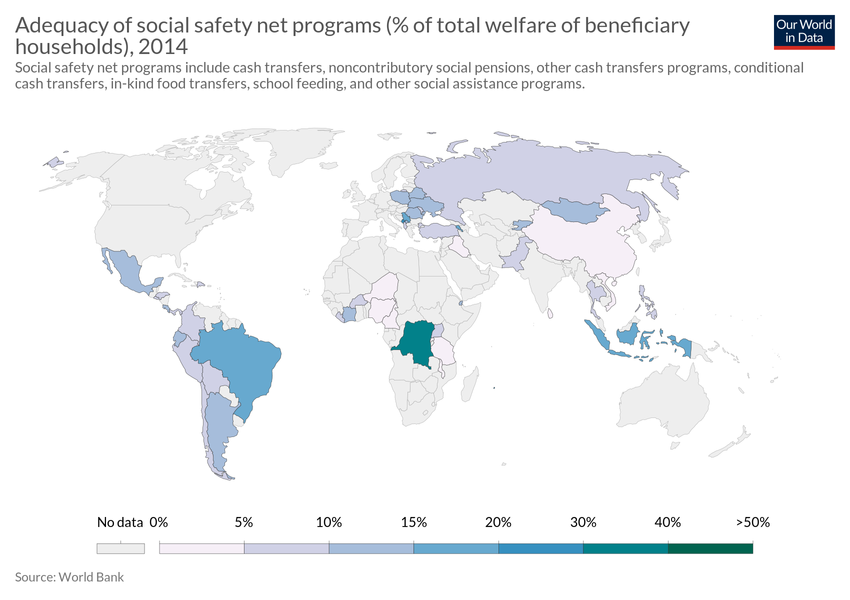 Adequacy of social safety net programs (% of total welfare of beneficiary
households), 2014
Our World
in Data
Social safety net programs include cash transfers, noncontributory social pensions, other cash transfers programs, conditional
cash transfers, in-kind food transfers, school feeding, and other social assistance programs.
No data 0% 5% 10% 15% 20% 30% 40% >50%
Source: World Bank